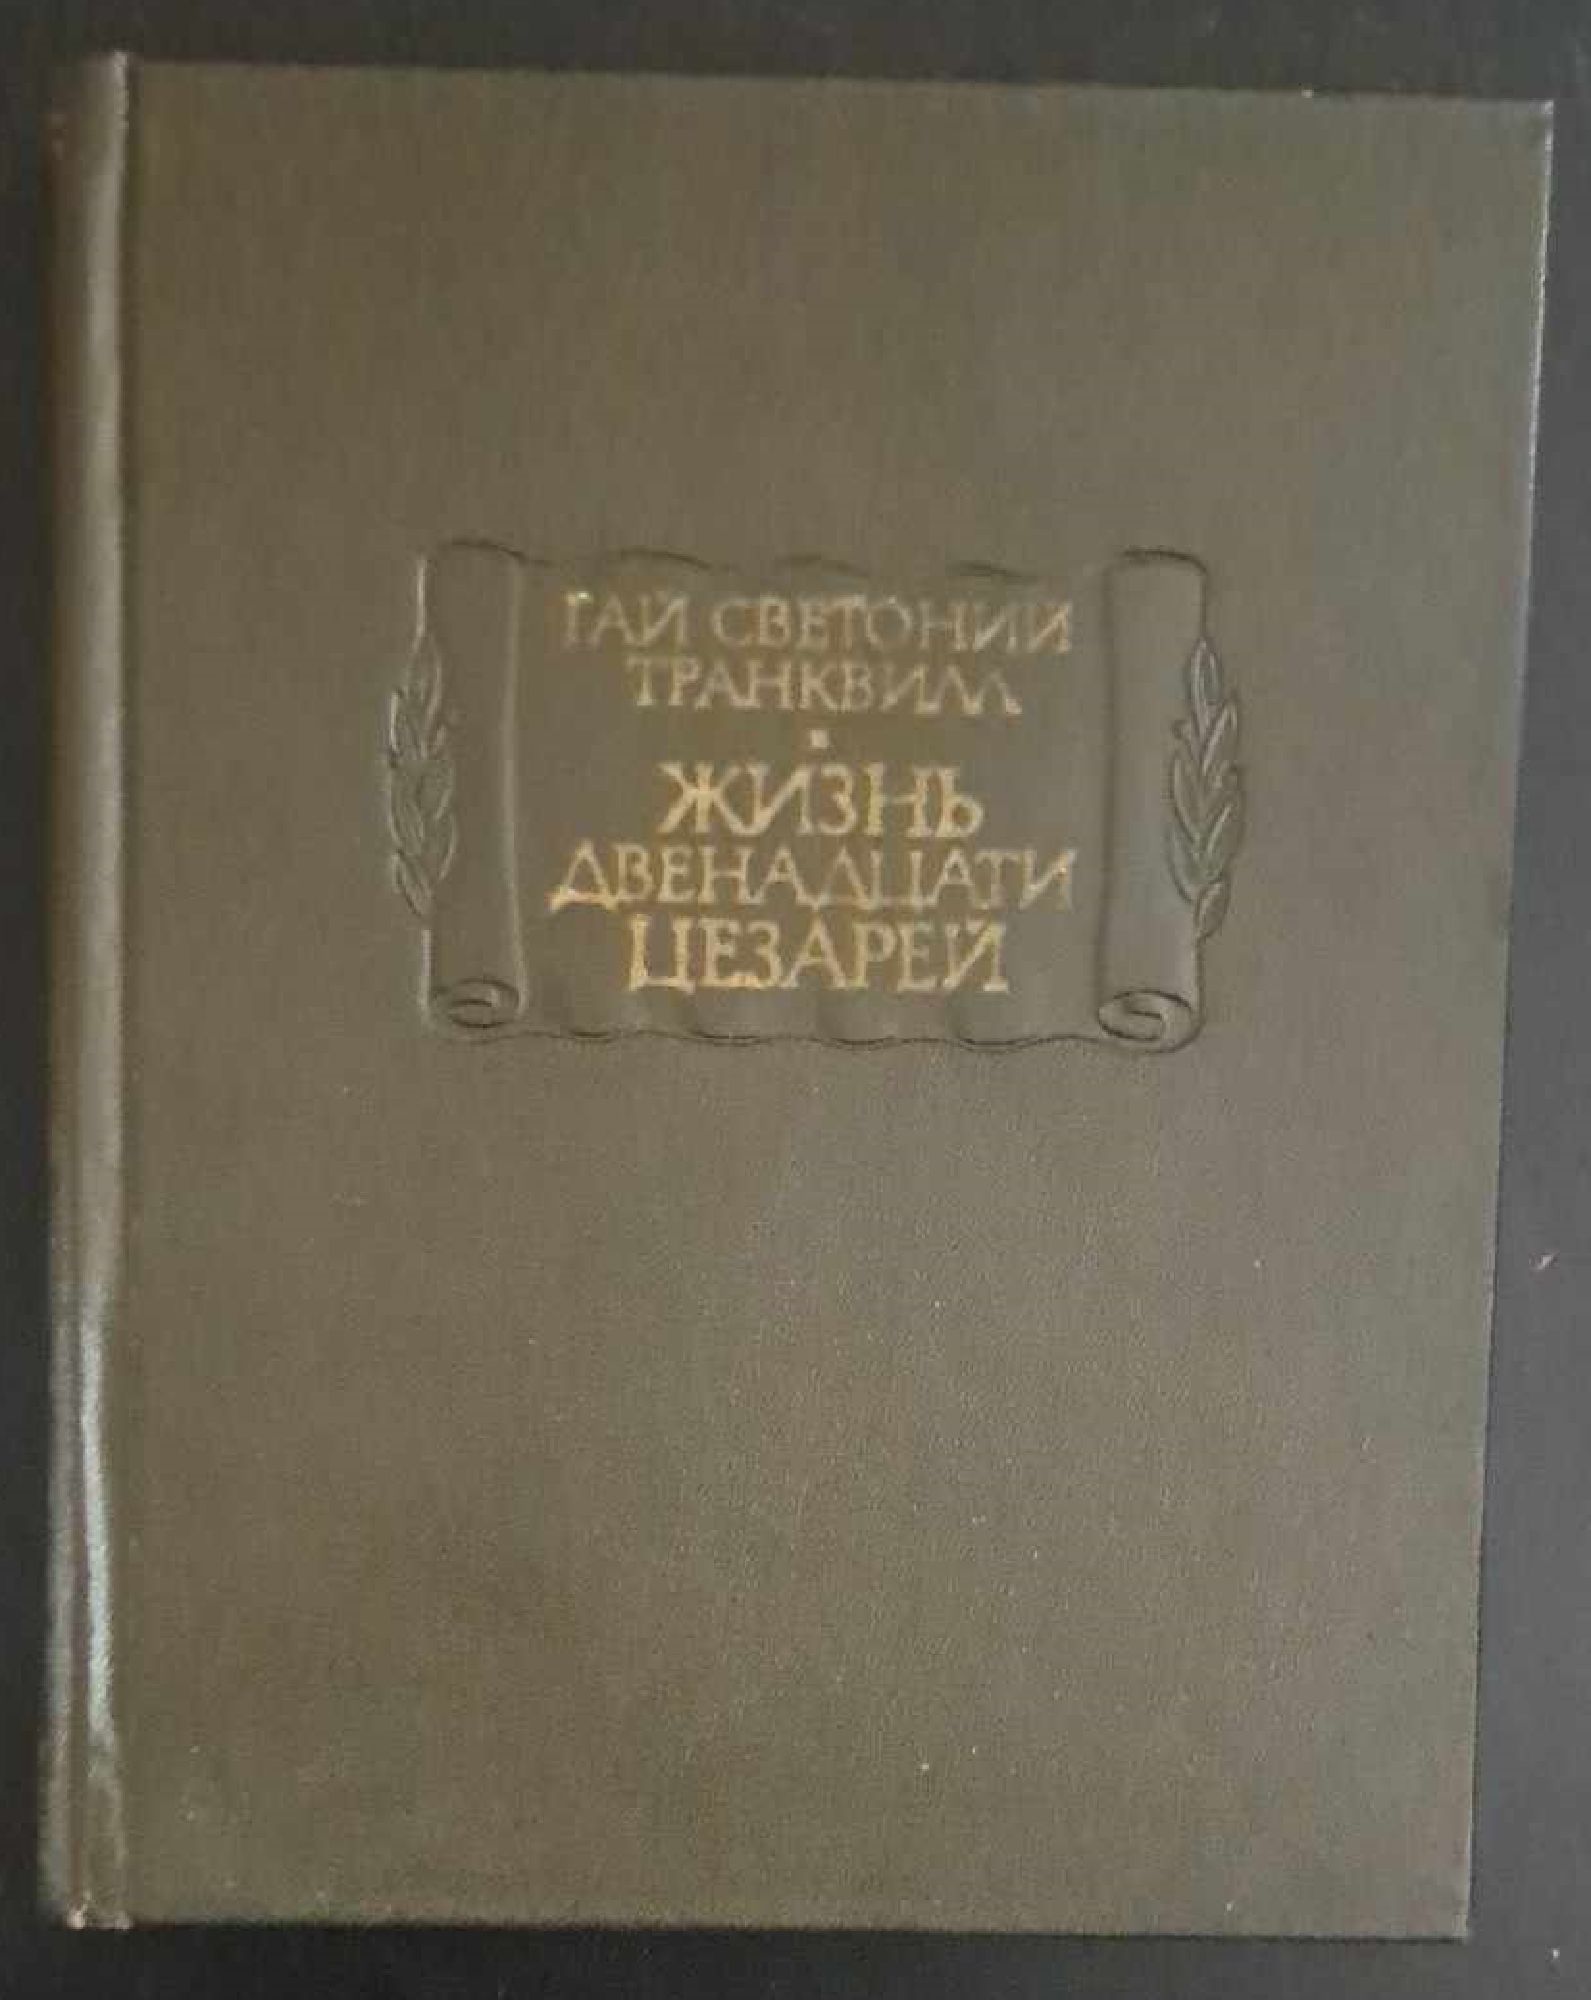 ГАЙ СВЕТОНИЙ
ТРАНКВИЛЛ
ЖИЗНЬ
ДВЕНАДЦАТИ
ЦЕЗАРЕЙ